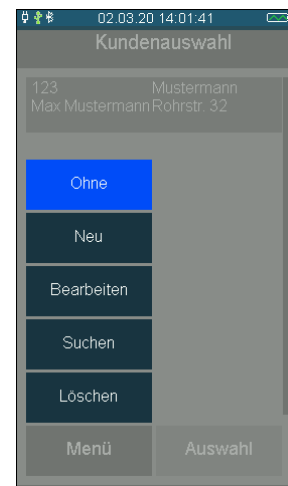 02.03.20 14:01:41
Kundenauswahl
123 Mustermann
Max Mustermann Rohrstr. 32
Ohne
Neu
Bearbeiten
Suchen
Löschen
Menü Auswahl